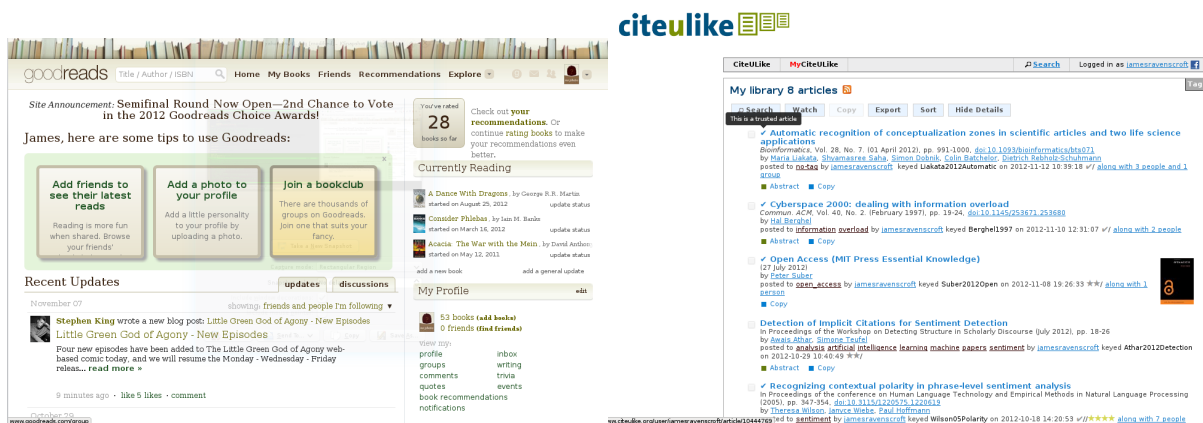 goodreads
Title / Author / ISBN
Home My Books Friends Recommendations Explore
Site Announcement: Semifinal Round Now Open—2nd Chance to Vote
in the 2012 Goodreads Choice Awards!
James, here are some tips to use Goodreads:
x
Add friends to
see their latest
reads
Reading is more fun
when shared. Browse
your friends'
Add a photo to
your profile
Add a little personality
to your profile by
uploading a photo.
Join a bookclub
There are thousands of
groups on Goodreads.
Join one that suits your
fancy.
Recent Updates
updates discussions
November 07
showing: friends and people I'm following ▼
Stephen King wrote a new blog post: Little Green God of Agony - New Episodes
Little Green God of Agony - New Episodes
Four new episodes have been added to The Little Green God of Agony web-
based comic today, and we will resume the Monday - Wednesday - Friday
releas... read more »
9 minutes ago · like 5 likes · comment
October 29
www.goodreads.com/group
You've rated
28
books so far
Check out your
recommendations. Or
continue rating books to make
your recommendations even
better.
Currently Reading
A Dance With Dragons, by George R.R. Martin
started on August 25, 2012 update status
Consider Phlebas, by Iain M. Banks
started on March 16, 2012 update status
Acacia: The War with the Mein, by David Anthon
started on May 12, 2011 update status
add a new book add a general update
My Profile edit
53 books (add books)
0 friends (find friends)
view my:
profile inbox
groups writing
comments trivia
quotes events
book recommendations
notifications
citeulike
CiteULike MyCiteULike Search Logged in as jamesravenscroft
Tag
My library 8 articles
Search Watch Copy Export Sort Hide Details
This is a trusted article
✔ Automatic recognition of conceptualization zones in scientific articles and two life science
applications
Bioinformatics, Vol. 28, No. 7. (01 April 2012), pp. 991-1000, doi:10.1093/bioinformatics/bts071
by Maria Liakata, Shyamasree Saha, Simon Dobnik, Colin Batchelor, Dietrich Rebholz-Schuhmann
posted to no-tag by jamesravenscroft keyed Liakata2012Automatic on 2012-11-12 10:39:18 ✔/ along with 3 people and 1
group
Abstract Copy
✔ Cyberspace 2000: dealing with information overload
Commun. ACM, Vol. 40, No. 2. (February 1997), pp. 19-24, doi:10.1145/253671.253680
by Hal Berghel
posted to information overload by jamesravenscroft keyed Berghel1997 on 2012-11-10 12:31:07 ✔/ along with 2 people
Abstract Copy
✔ Open Access (MIT Press Essential Knowledge)
(27 July 2012)
by Peter Suber
posted to open_access by jamesravenscroft keyed Suber2012Open on 2012-11-08 19:26:33 ★★/ along with 1
person
Copy
Detection of Implicit Citations for Sentiment Detection
In Proceedings of the Workshop on Detecting Structure in Scholarly Discourse (July 2012), pp. 18-26
by Awais Athar, Simone Teufel
posted to analysis artificial intelligence learning machine papers sentiment by jamesravenscroft keyed Athar2012Detection
on 2012-10-29 10:40:49 ★★/
Abstract Copy
✔ Recognizing contextual polarity in phrase-level sentiment analysis
In Proceedings of the conference on Human Language Technology and Empirical Methods in Natural Language Processing
(2005), pp. 347-354, doi:10.3115/1220575.1220619
by Theresa Wilson, Janyce Wiebe, Paul Hoffmann
posted to sentiment by jamesravenscroft keyed Wilson05Polarity on 2012-10-18 14:20:53 ✔//★★★★ along with 7 people
www.citeulike.org/user/jamesravenscroft/article/10444769